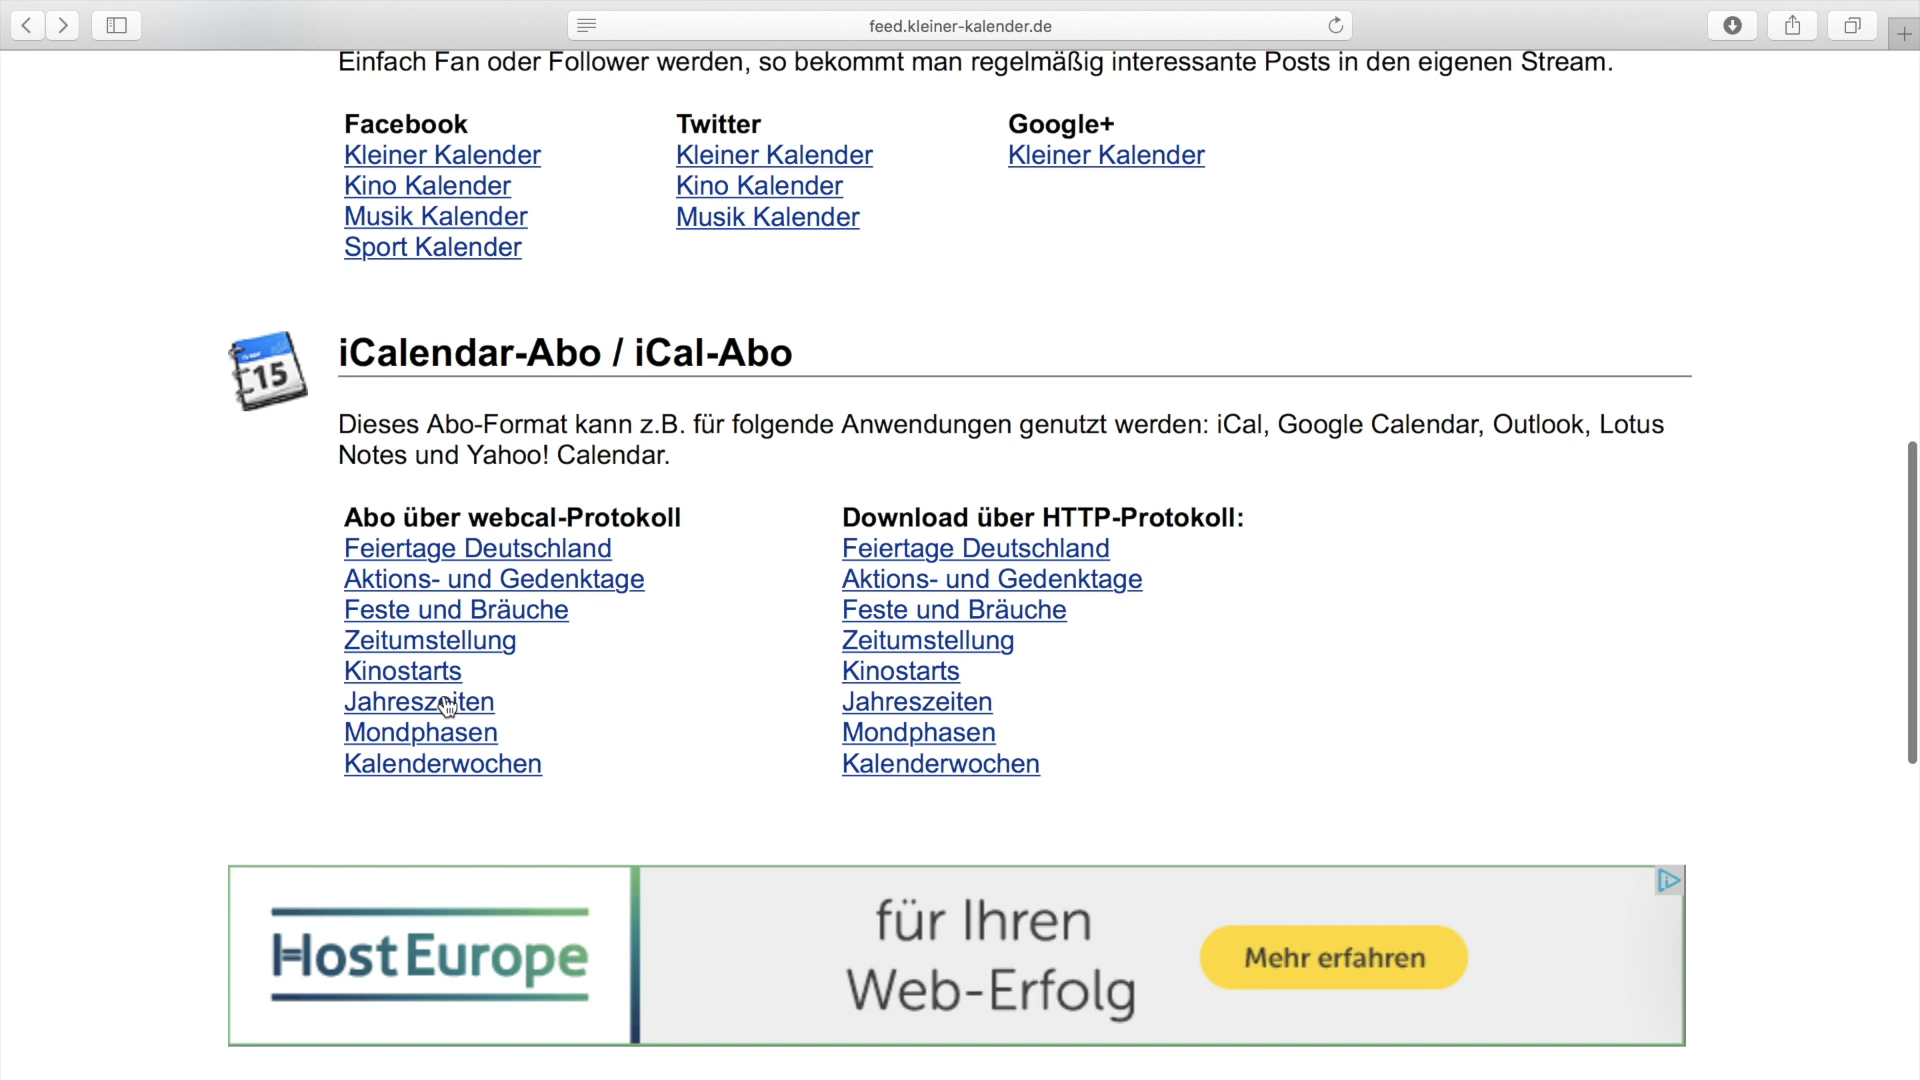 feed.kleiner-kalender.de
Einfach Fan oder Follower werden, so bekommt man regelmäßig interessante Posts in den eigenen Stream.
Facebook
Kleiner Kalender
Kino Kalender
Musik Kalender
Sport Kalender
Twitter
Kleiner Kalender
Kino Kalender
Musik Kalender
Google+
Kleiner Kalender
15
iCalendar-Abo / iCal-Abo
Dieses Abo-Format kann z.B. für folgende Anwendungen genutzt werden: iCal, Google Calendar, Outlook, Lotus
Notes und Yahoo! Calendar.
Abo über webcal-Protokoll
Feiertage Deutschland
Aktions- und Gedenktage
Feste und Bräuche
Zeitumstellung
Kinostarts
Jahreszeiten
Mondphasen
Kalenderwochen
Download über HTTP-Protokoll:
Feiertage Deutschland
Aktions- und Gedenktage
Feste und Bräuche
Zeitumstellung
Kinostarts
Jahreszeiten
Mondphasen
Kalenderwochen
HostEurope
für Ihren
Web-Erfolg
Mehr erfahren